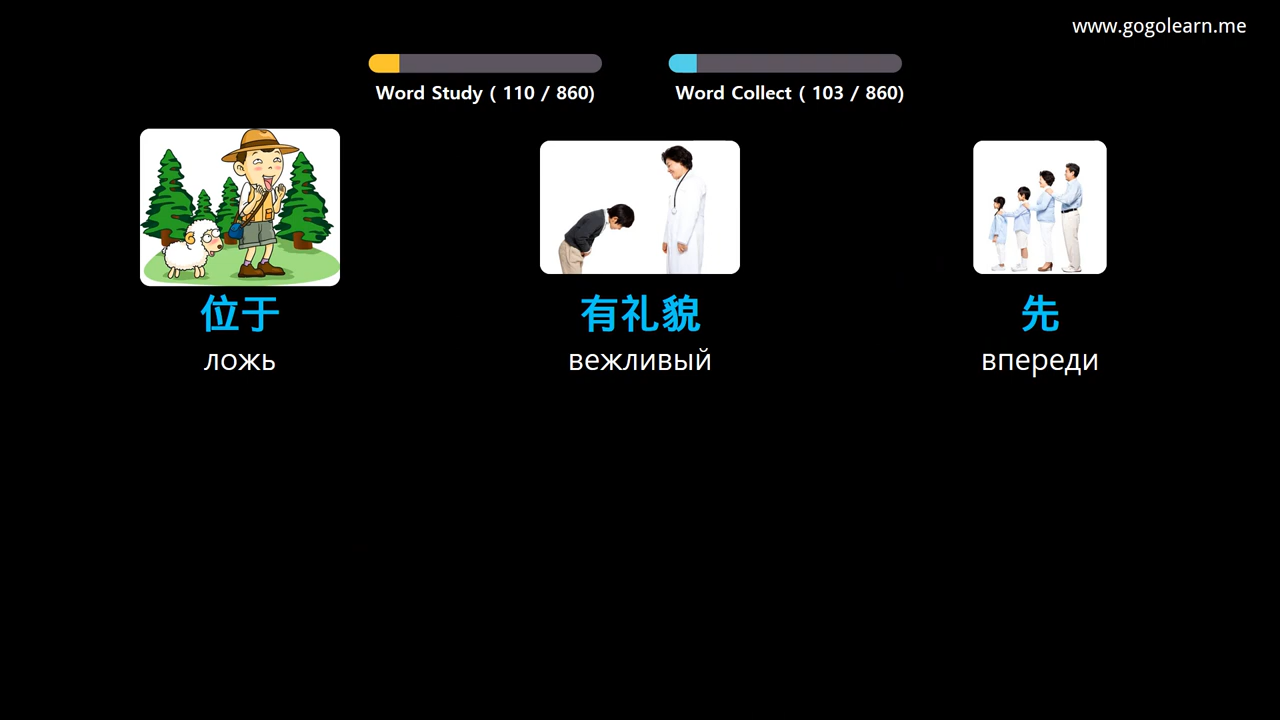 www.gogolearn.me
Word Study ( 110 / 860)
Word Collect ( 103 / 860)
位于
ложь
有礼貌
вежливый
先
впереди